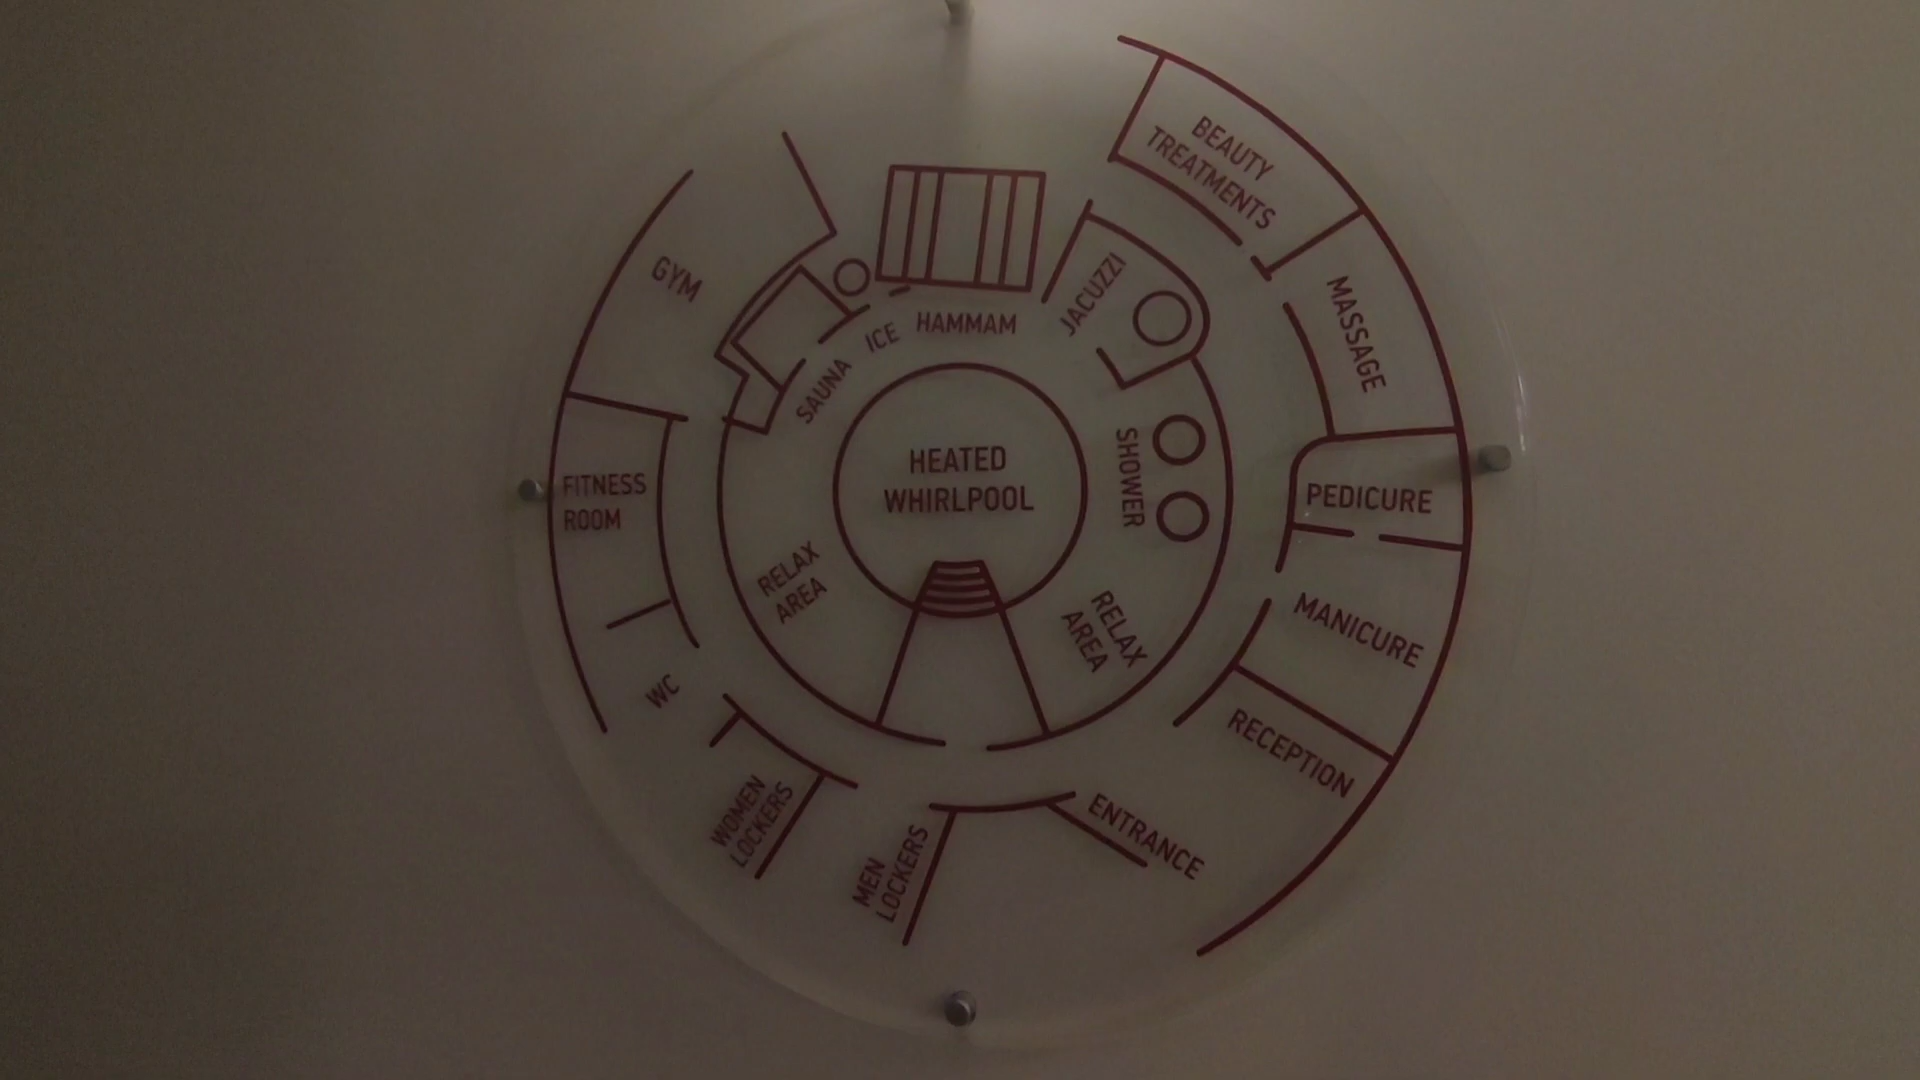 BEAUTY
TREATMENTS
GYM
JACUZZI
MASSAGE
ICE
HAMMAM
SAUNA
HEATED
WHIRLPOOL
SHOWER
FITNESS
ROOM
PEDICURE
RELAX
AREA
RELAX
AREA
MANICURE
WC
RECEPTION
WOMEN
LOCKERS
MEN
LOCKERS
ENTRANCE